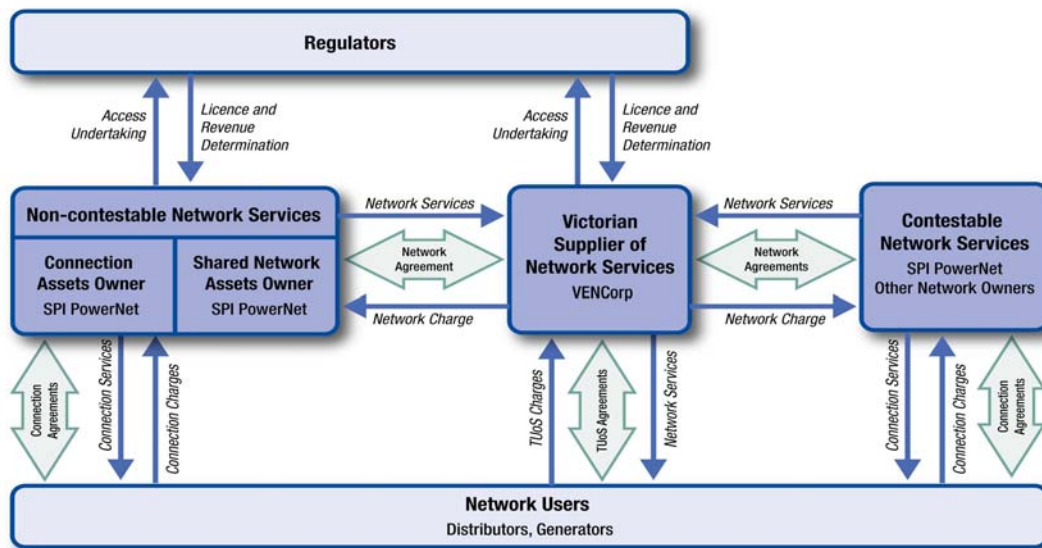 Regulators
Access
Undertaking
Licence and
Revenue
Determination
Access
Undertaking
Licence and
Revenue
Determination
Non-contestable Network Services
Connection
Assets Owner
SPI PowerNet
Shared Network
Assets Owner
SPI PowerNet
Network Services
Network
Agreement
Network Charge
Victorian
Supplier of
Network Services
VENCorp
Network Services
Network
Agreements
Network Charge
Contestable
Network Services
SPI PowerNet
Other Network Owners
Connection
Agreements
Connection Services
Connection Charges
TUoS Charges
TUoS Agreements
Network Services
Connection Services
Connection Charges
Connection
Agreements
Network Users
Distributors, Generators